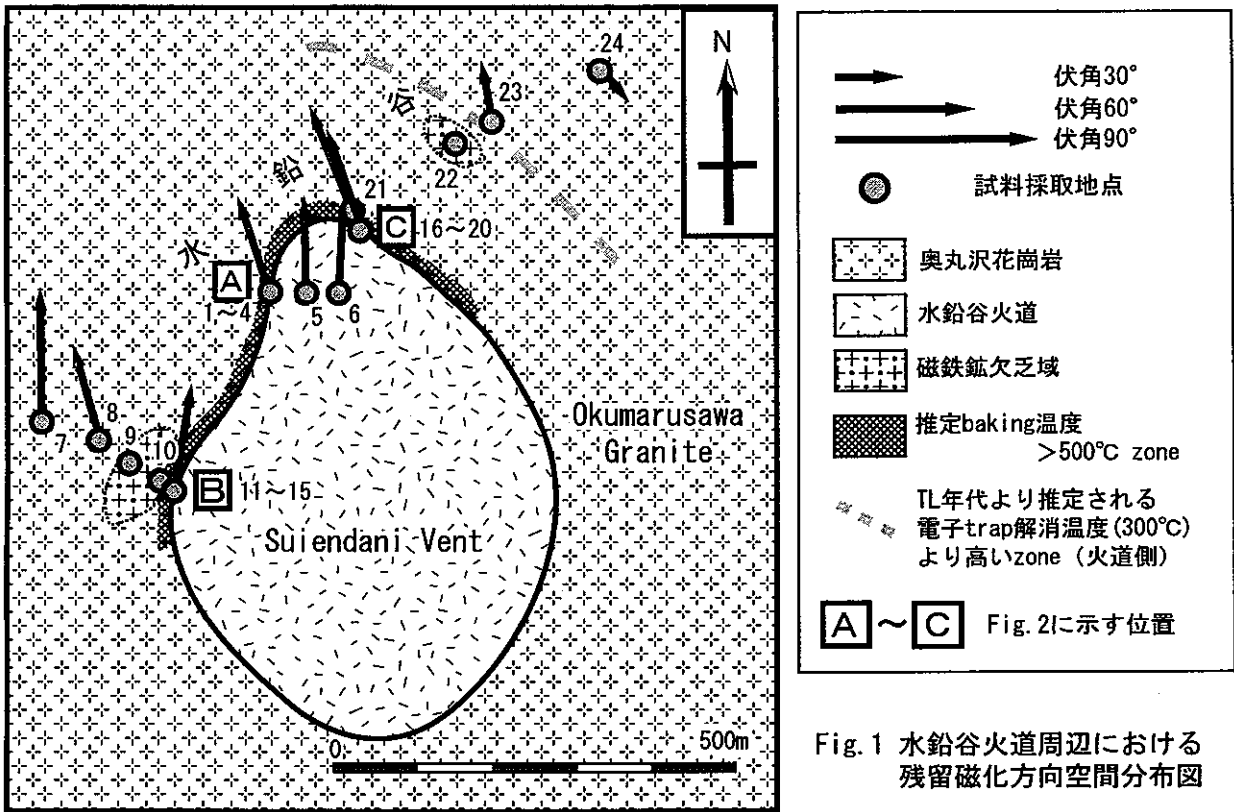 24
N
23
谷
22
鉛
21
C 16～20
水
A
1～4
5
6
7
8
9
10
B 11～15
Okumarusawa
Granite
Suiendani Vent
0
500m
伏角30°
伏角60°
伏角90°
試料採取地点
奥丸沢花崗岩
水鉛谷火道
磁鉄鉱欠乏域
推定baking温度
>500℃ zone
TL年代より推定される
電子trap解消温度(300℃)
より高いzone (火道側)
A～C Fig.2に示す位置
Fig.1 水鉛谷火道周辺における
残留磁化方向空間分布図